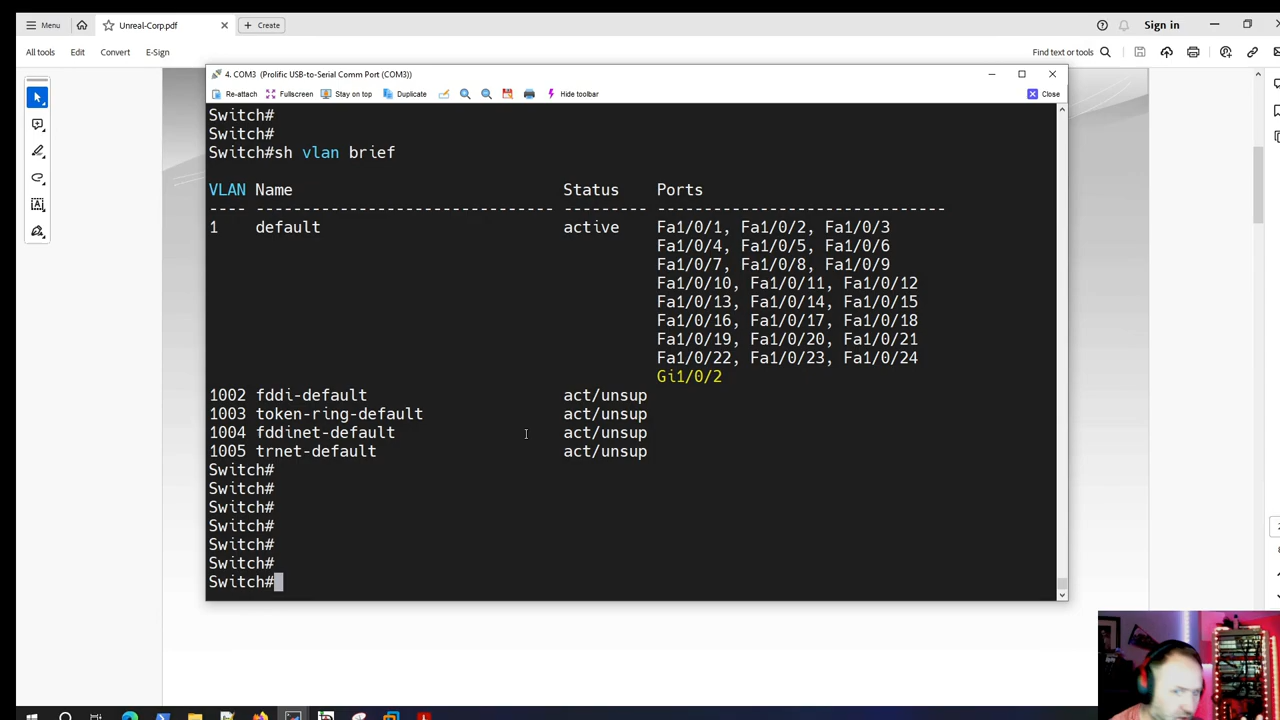 Menu
Unreal-Corp.pdf
Create
Sign in
All tools
Edit
Convert
E-Sign
Find text or tools
4. COM3 (Prolific USB-to-Serial Comm Port (COM3))
Re-attach
Fullscreen
Stay on top
Duplicate
Hide toolbar
Close
Switch#
Switch#
Switch#sh vlan brief
VLAN Name Status Ports
---- -------------------------------- --------- -------------------------------
1 default active Fa1/0/1, Fa1/0/2, Fa1/0/3
Fa1/0/4, Fa1/0/5, Fa1/0/6
Fa1/0/7, Fa1/0/8, Fa1/0/9
Fa1/0/10, Fa1/0/11, Fa1/0/12
Fa1/0/13, Fa1/0/14, Fa1/0/15
Fa1/0/16, Fa1/0/17, Fa1/0/18
Fa1/0/19, Fa1/0/20, Fa1/0/21
Fa1/0/22, Fa1/0/23, Fa1/0/24
Gi1/0/2
1002 fddi-default act/unsup
1003 token-ring-default act/unsup
1004 fddinet-default act/unsup
1005 trnet-default act/unsup
Switch#
Switch#
Switch#
Switch#
Switch#
Switch#
Switch#